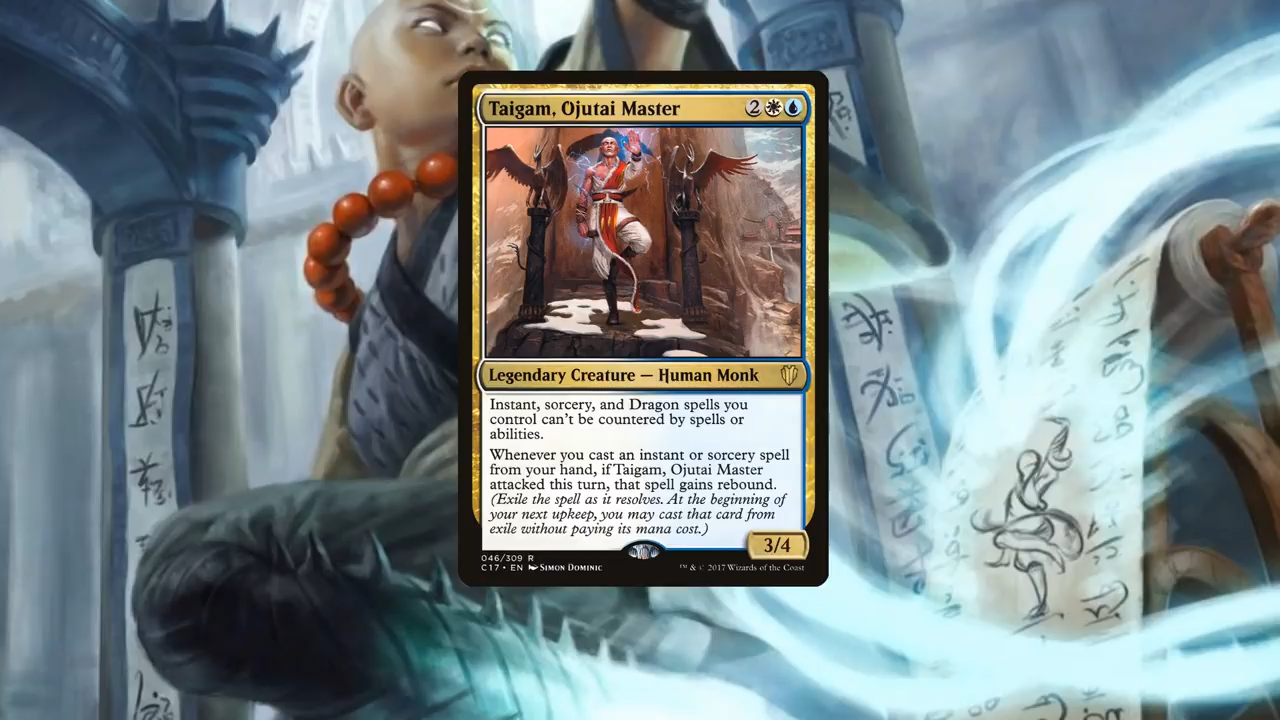 Taigam, Ojutai Master 2
Legendary Creature — Human Monk
Instant, sorcery, and Dragon spells you
control can't be countered by spells or
abilities.
Whenever you cast an instant or sorcery spell
from your hand, if Taigam, Ojutai Master
attacked this turn, that spell gains rebound.
(Exile the spell as it resolves. At the beginning of
your next upkeep, you may cast that card from
exile without paying its mana cost.)
3/4
046/309 R
C17 • EN Simon Dominic
™ & © 2017 Wizards of the Coast